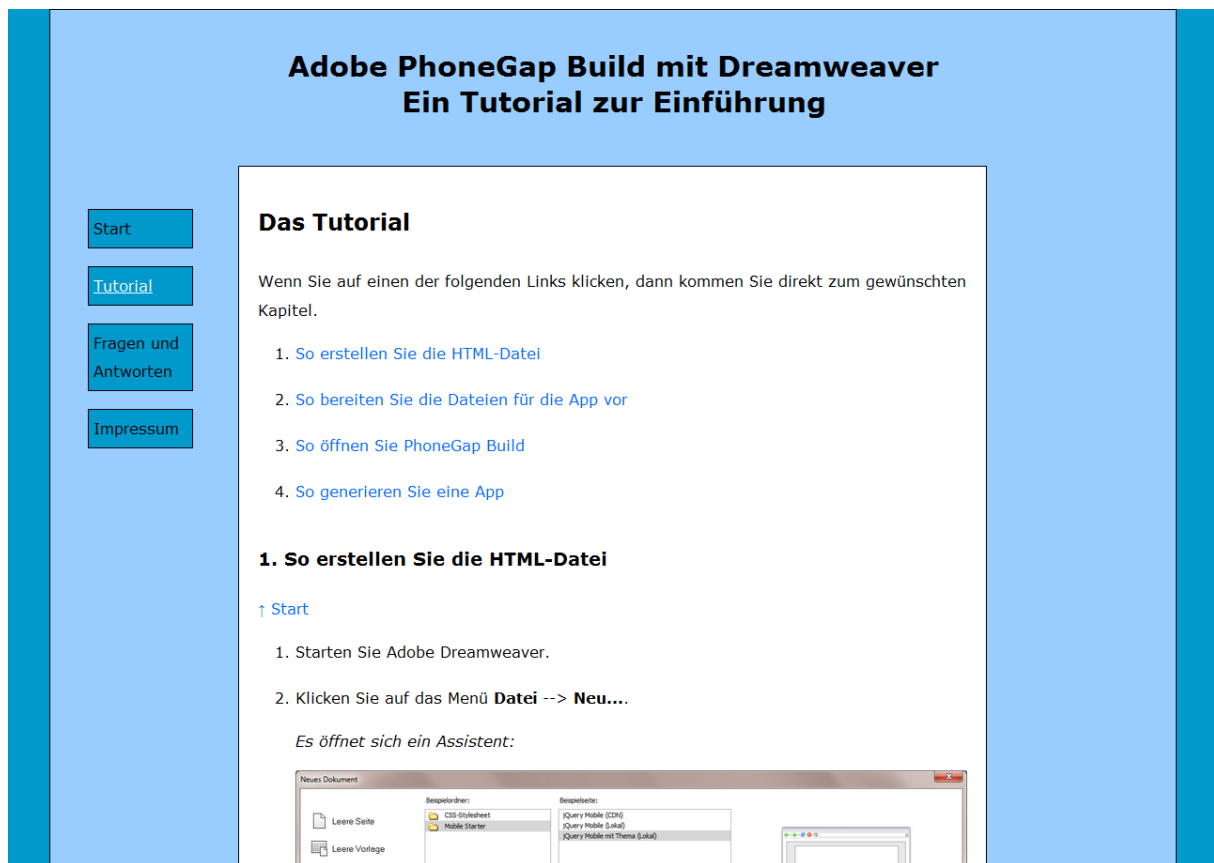 Adobe PhoneGap Build mit Dreamweaver
Ein Tutorial zur Einführung
Start
Tutorial
Fragen und
Antworten
Impressum
Das Tutorial
Wenn Sie auf einen der folgenden Links klicken, dann kommen Sie direkt zum gewünschten
Kapitel.
1. So erstellen Sie die HTML-Datei
2. So bereiten Sie die Dateien für die App vor
3. So öffnen Sie PhoneGap Build
4. So generieren Sie eine App
1. So erstellen Sie die HTML-Datei
↑ Start
1. Starten Sie Adobe Dreamweaver.
2. Klicken Sie auf das Menü Datei --> Neu....
Es öffnet sich ein Assistent:
Neues Dokument
Leere Seite
Leere Vorlage
Beispielordner:
CSS-Stylesheet
Mobile Starter
Beispielseite:
jQuery Mobile (CDN)
jQuery Mobile (Lokal)
jQuery Mobile mit Thema (Lokal)